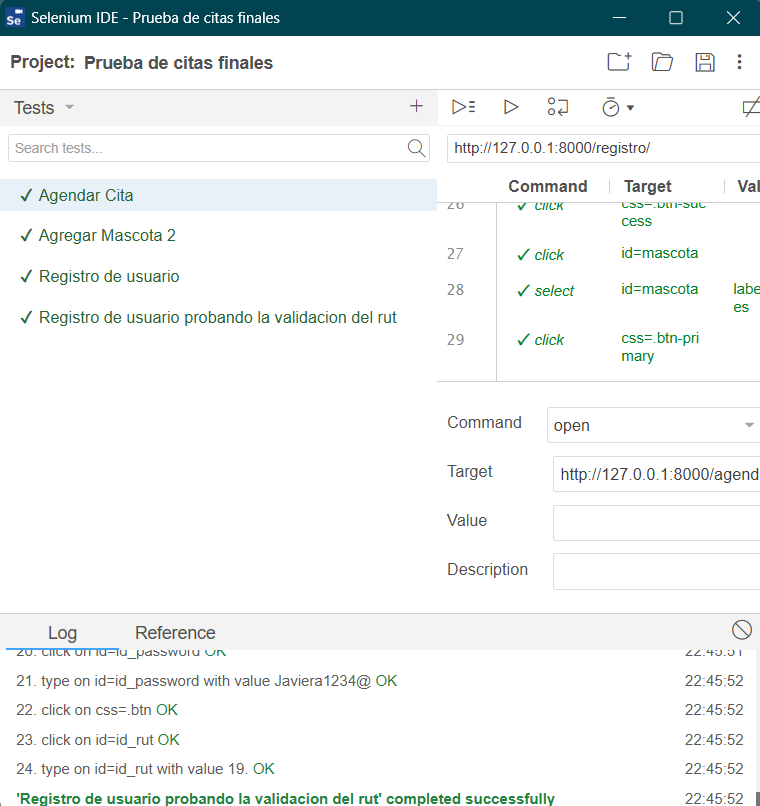 Se Selenium IDE - Prueba de citas finales
Project: Prueba de citas finales
Tests
Search tests...
http://127.0.0.1:8000/registro/
✓ Agendar Cita
✓ Agregar Mascota 2
✓ Registro de usuario
✓ Registro de usuario probando la validacion del rut
Command Target Val
26 ✓ click css=.btn-suc
cess
27 ✓ click id=mascota
28 ✓ select id=mascota labe
es
29 ✓ click css=.btn-pri
mary
Command open
Target http://127.0.0.1:8000/agend
Value
Description
Log Reference
20. click on id=id_password OK 22:45:51
21. type on id=id_password with value Javiera1234@ OK 22:45:52
22. click on css=.btn OK 22:45:52
23. click on id=id_rut OK 22:45:52
24. type on id=id_rut with value 19. OK 22:45:52
'Registro de usuario probando la validacion del rut' completed successfully 22:45:52